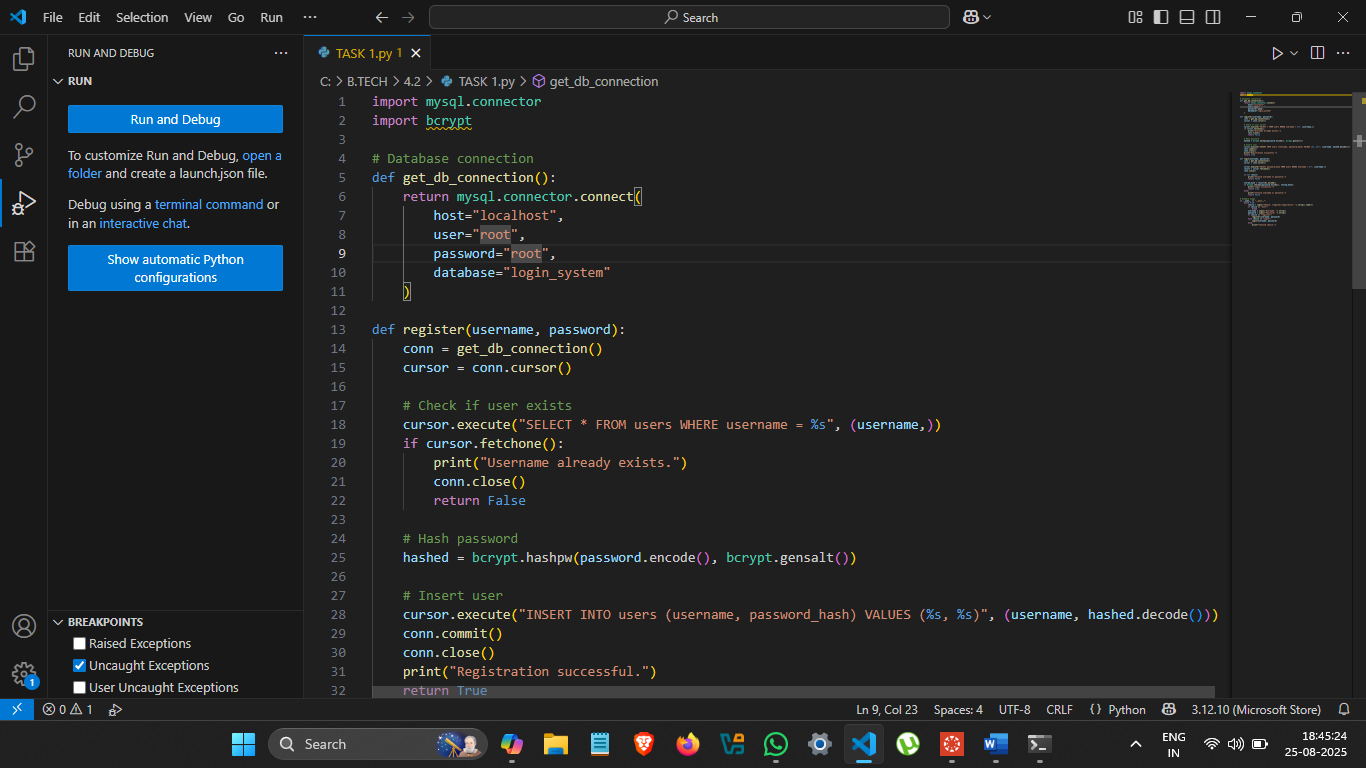 File Edit Selection View Go Run ··· Search
RUN AND DEBUG ···
RUN
Run and Debug
To customize Run and Debug, open a
folder and create a launch.json file.
Debug using a terminal command or
in an interactive chat.
Show automatic Python
configurations
BREAKPOINTS
Raised Exceptions
Uncaught Exceptions
User Uncaught Exceptions
TASK 1.py 1
C: > B.TECH > 4.2 > TASK 1.py > get_db_connection
1 import mysql.connector
2 import bcrypt
3
4 # Database connection
5 def get_db_connection():
6     return mysql.connector.connect(
7         host="localhost",
8         user="root",
9         password="root",
10         database="login_system"
11     )
12
13 def register(username, password):
14     conn = get_db_connection()
15     cursor = conn.cursor()
16
17     # Check if user exists
18     cursor.execute("SELECT * FROM users WHERE username = %s", (username,))
19     if cursor.fetchone():
20         print("Username already exists.")
21         conn.close()
22         return False
23
24     # Hash password
25     hashed = bcrypt.hashpw(password.encode(), bcrypt.gensalt())
26
27     # Insert user
28     cursor.execute("INSERT INTO users (username, password_hash) VALUES (%s, %s)", (username, hashed.decode()))
29     conn.commit()
30     conn.close()
31     print("Registration successful.")
32     return True
1
0 1 Ln 9, Col 23 Spaces: 4 UTF-8 CRLF {} Python 3.12.10 (Microsoft Store)
Search
ENG
IN
18:45:24
25-08-2025